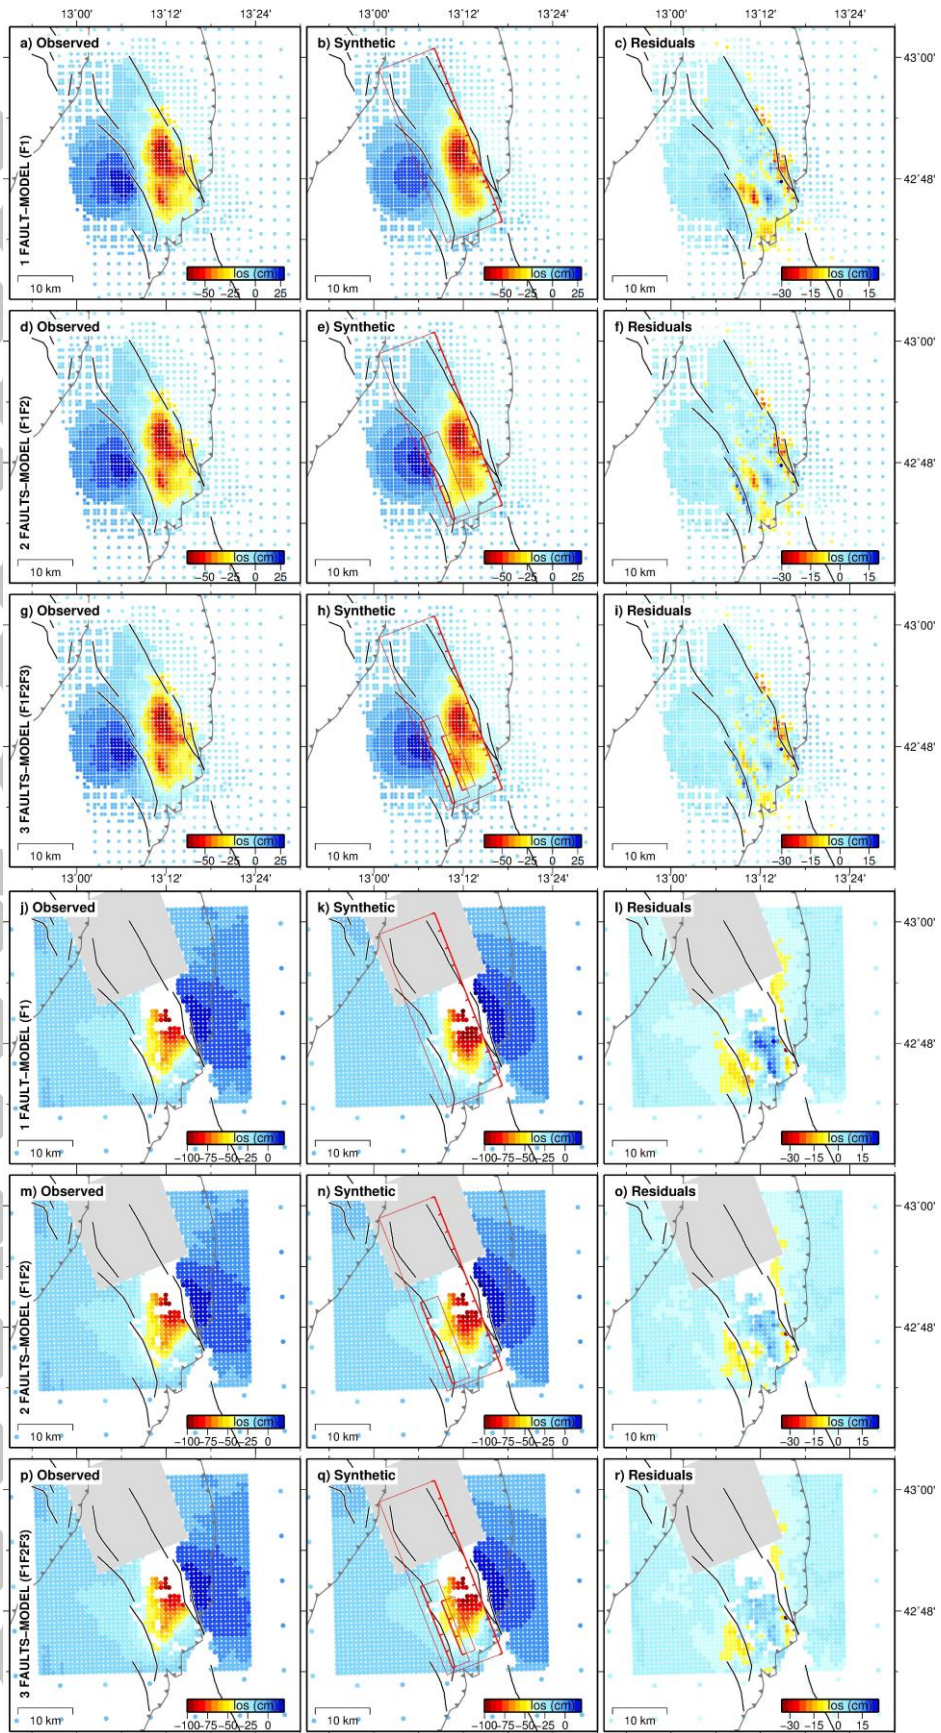 13°00' 13°12' 13°24' 13°00' 13°12' 13°24' 13°00' 13°12' 13°24'
a) Observed b) Synthetic c) Residuals
43°00'
1 FAULT−MODEL (F1)
42°48'
10 km los (cm) 10 km los (cm) 10 km los (cm)
−50 −25 0 25 −50 −25 0 25 −30 −15 0 15
d) Observed e) Synthetic f) Residuals
43°00'
2 FAULTS−MODEL (F1F2)
42°48'
10 km los (cm) 10 km los (cm) 10 km los (cm)
−50 −25 0 25 −50 −25 0 25 −30 −15 0 15
g) Observed h) Synthetic i) Residuals
43°00'
3 FAULTS−MODEL (F1F2F3)
42°48'
10 km los (cm) 10 km los (cm) 10 km los (cm)
−50 −25 0 25 −50 −25 0 25 −30 −15 0 15
13°00' 13°12' 13°24' 13°00' 13°12' 13°24' 13°00' 13°12' 13°24'
j) Observed k) Synthetic l) Residuals
43°00'
1 FAULT−MODEL (F1)
42°48'
10 km los (cm) 10 km los (cm) 10 km los (cm)
−100−75−50−25 0 −100−75−50−25 0 −30 −15 0 15
m) Observed n) Synthetic o) Residuals
43°00'
2 FAULTS−MODEL (F1F2)
42°48'
10 km los (cm) 10 km los (cm) 10 km los (cm)
−100−75−50−25 0 −100−75−50−25 0 −30 −15 0 15
p) Observed q) Synthetic r) Residuals
43°00'
3 FAULTS−MODEL (F1F2F3)
42°48'
10 km los (cm) 10 km los (cm) 10 km los (cm)
−100−75−50−25 0 −100−75−50−25 0 −30 −15 0 15